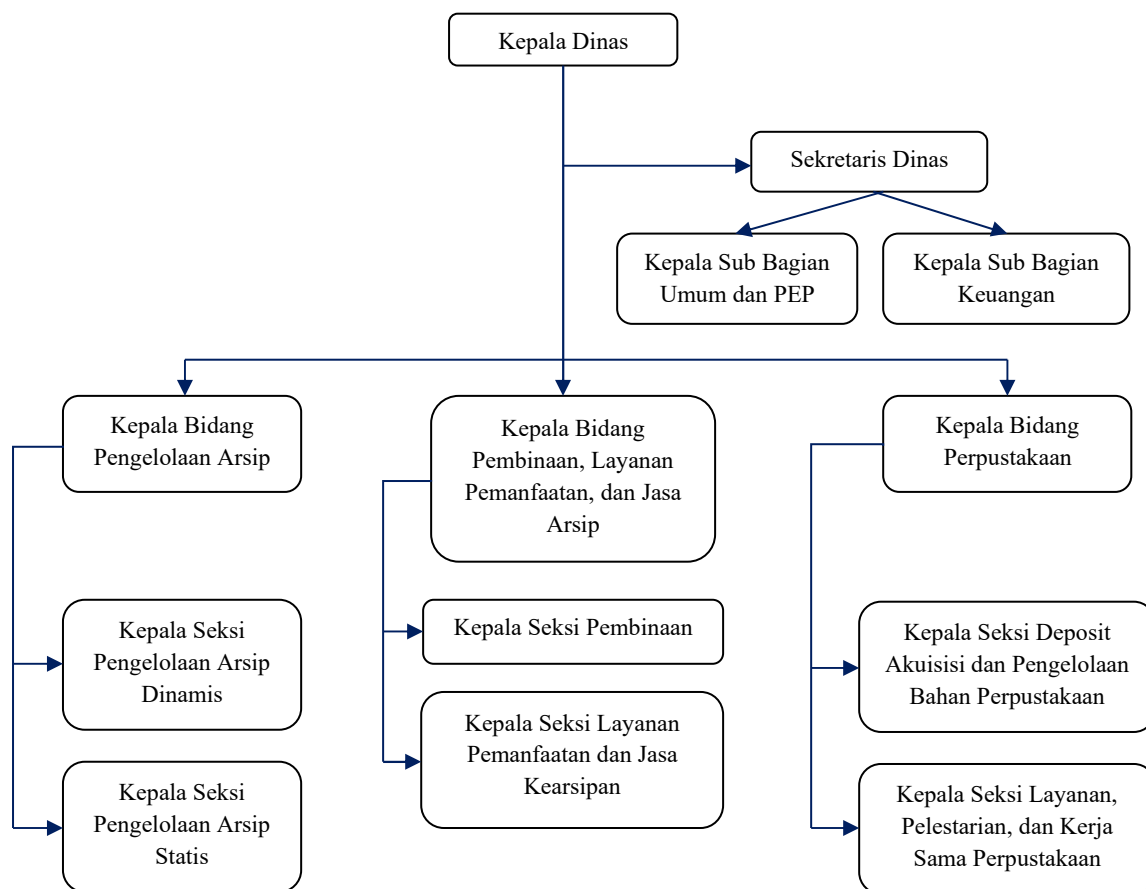 Kepala Dinas
Sekretaris Dinas
Kepala Sub Bagian
Umum dan PEP
Kepala Sub Bagian
Keuangan
Kepala Bidang
Pengelolaan Arsip
Kepala Bidang
Pembinaan, Layanan
Pemanfaatan, dan Jasa
Arsip
Kepala Bidang
Perpustakaan
Kepala Seksi
Pengelolaan Arsip
Dinamis
Kepala Seksi Pembinaan
Kepala Seksi Deposit
Akuisisi dan Pengelolaan
Bahan Perpustakaan
Kepala Seksi
Pengelolaan Arsip
Statis
Kepala Seksi Layanan
Pemanfaatan dan Jasa
Kearsipan
Kepala Seksi Layanan,
Pelestarian, dan Kerja
Sama Perpustakaan